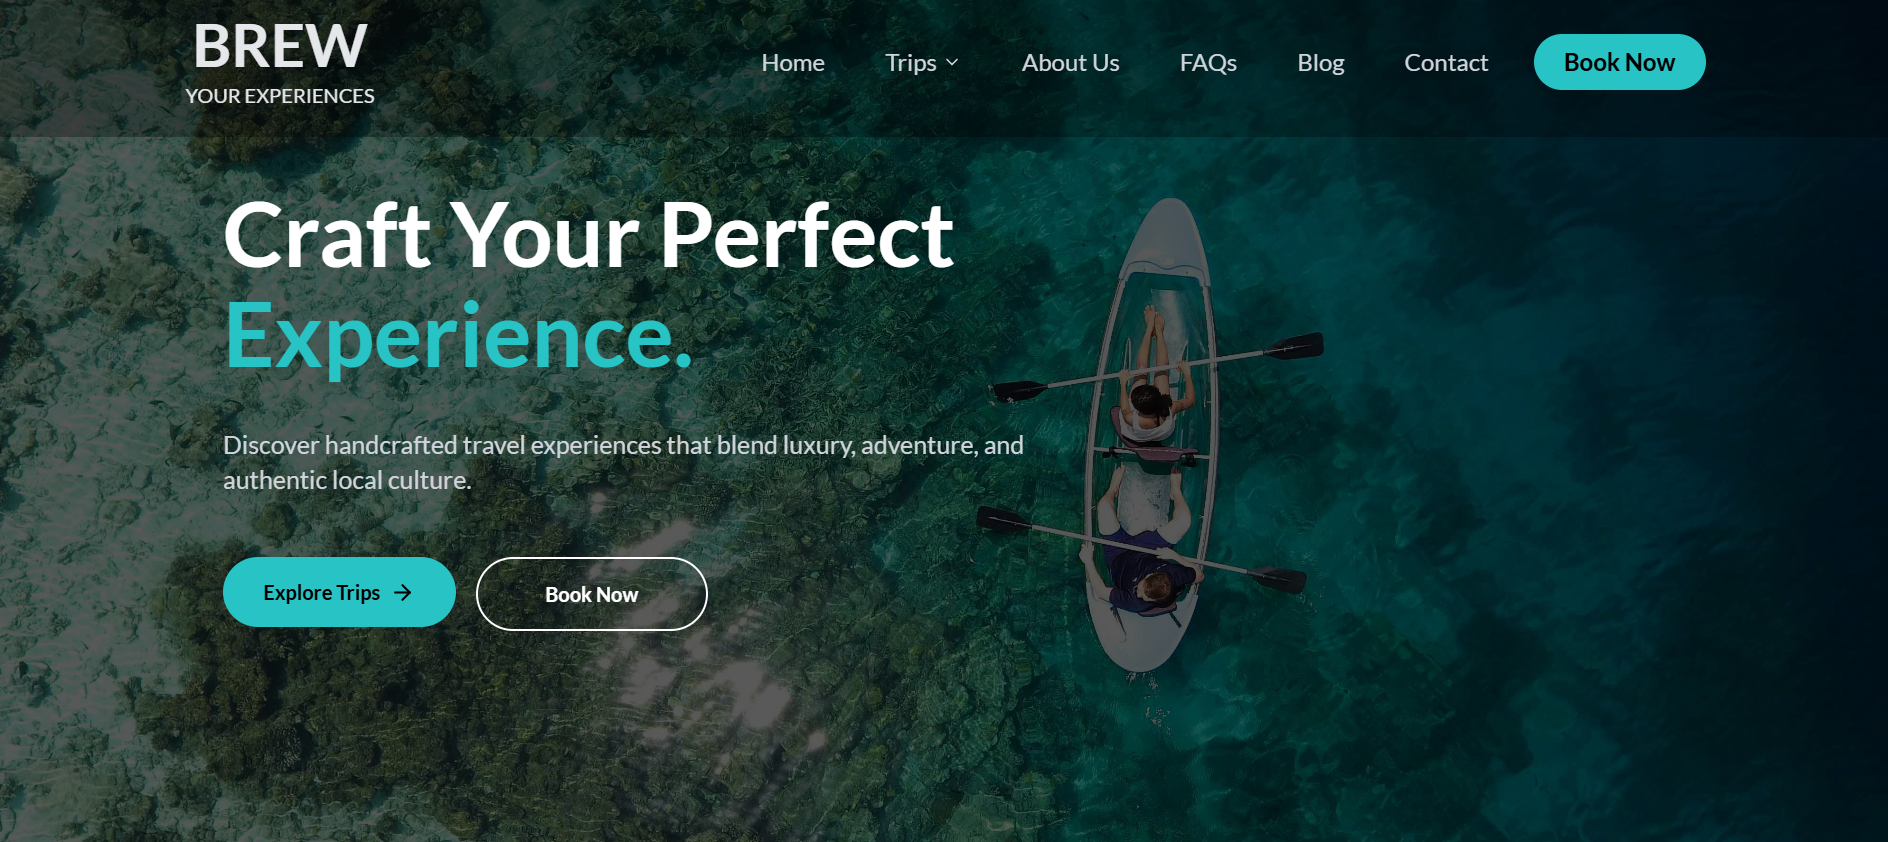 BREW
YOUR EXPERIENCES
Home
Trips
About Us
FAQs
Blog
Contact
Book Now
Craft Your Perfect
Experience.
Discover handcrafted travel experiences that blend luxury, adventure, and
authentic local culture.
Explore Trips
Book Now